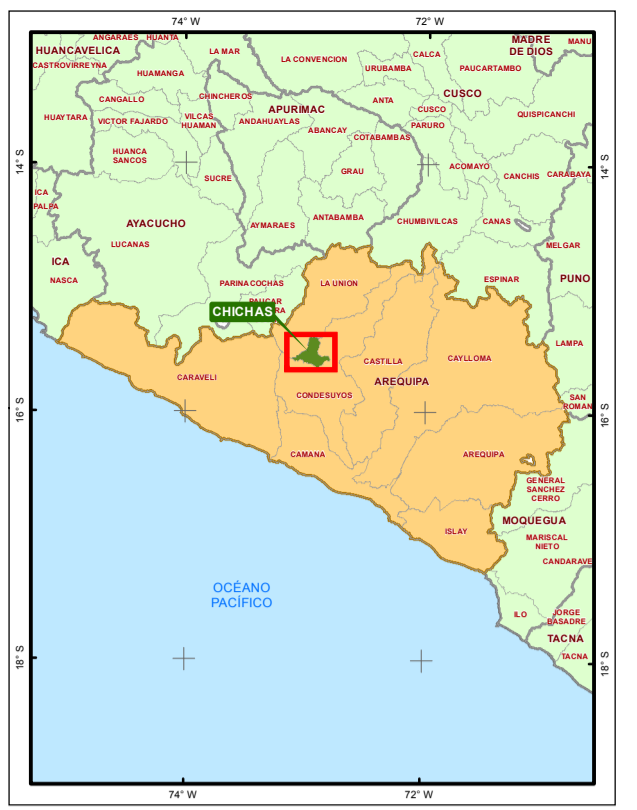 74° W
72° W
ANGARAES
HUANTA
HUANCAVELICA
LA MAR
LA CONVENCION
CALCA
MADRE
DE DIOS
MANU
CASTROVIRREYNA
HUAMANGA
URUBAMBA
PAUCARTAMBO
CUSCO
CANGALLO
CHINCHEROS
APURIMAC
ANTA
CUSCO
HUAYTARA
VICTOR FAJARDO
VILCAS
HUAMAN
ANDAHUAYLAS
ABANCAY
COTABAMBAS
PARURO
QUISPICANCHI
14° S
HUANCA
SANCOS
SUCRE
GRAU
ACOMAYO
CANCHIS
CARABAYA
14° S
ICA
PALPA
AYACUCHO
LUCANAS
AYMARAES
ANTABAMBA
CHUMBIVILCAS
CANAS
MELGAR
ICA
NASCA
PARINACOCHAS
LA UNION
ESPINAR
PUNO
CHICHAS
LAMPA
CARAVELI
CASTILLA
CAYLLOMA
AREQUIPA
CONDESUYOS
SAN
ROMAN
16° S
16° S
CAMANA
AREQUIPA
GENERAL
SANCHEZ
CERRO
MOQUEGUA
ISLAY
MARISCAL
NIETO
CANDARAVE
OCÉANO
PACÍFICO
ILO
JORGE
BASADRE
TACNA
TACNA
18° S
18° S
74° W
72° W